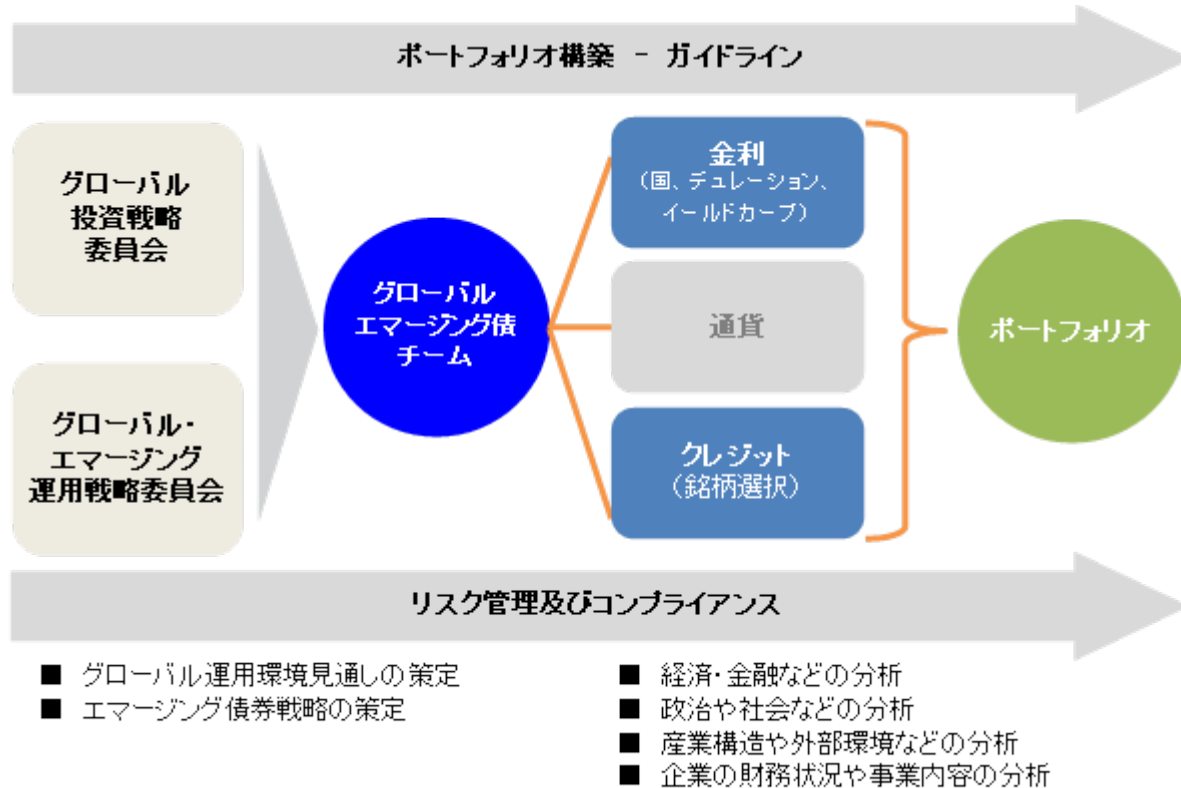 ポートフォリオ構築 － ガイドライン
グローバル
投資戦略
委員会
グローバル・
エマージング
運用戦略委員会
グローバル
エマージング債
チーム
金利
（国、デュレーション、
イールドカーブ）
通貨
クレジット
（銘柄選択）
ポートフォリオ
リスク管理及びコンプライアンス
■ グローバル運用環境見通しの策定
■ エマージング債券戦略の策定
■ 経済・金融などの分析
■ 政治や社会などの分析
■ 産業構造や外部環境などの分析
■ 企業の財務状況や事業内容の分析